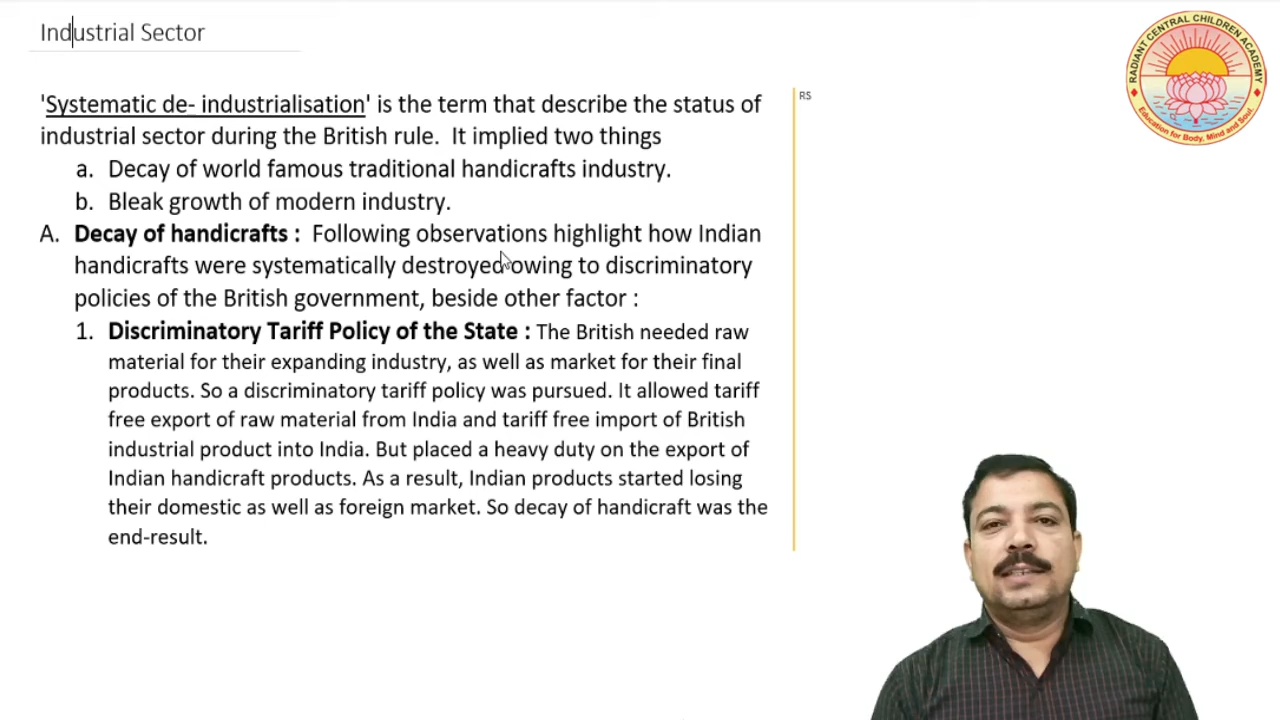 Industrial Sector
'Systematic de- industrialisation' is the term that describe the status of
industrial sector during the British rule.  It implied two things
a. Decay of world famous traditional handicrafts industry.
b. Bleak growth of modern industry.
A. Decay of handicrafts :  Following observations highlight how Indian
handicrafts were systematically destroyed owing to discriminatory
policies of the British government, beside other factor :
1. Discriminatory Tariff Policy of the State : The British needed raw
material for their expanding industry, as well as market for their final
products. So a discriminatory tariff policy was pursued. It allowed tariff
free export of raw material from India and tariff free import of British
industrial product into India. But placed a heavy duty on the export of
Indian handicraft products. As a result, Indian products started losing
their domestic as well as foreign market. So decay of handicraft was the
end-result.
RS
RADIANT CENTRAL CHILDREN ACADEMY
Education for Body, Mind and Soul